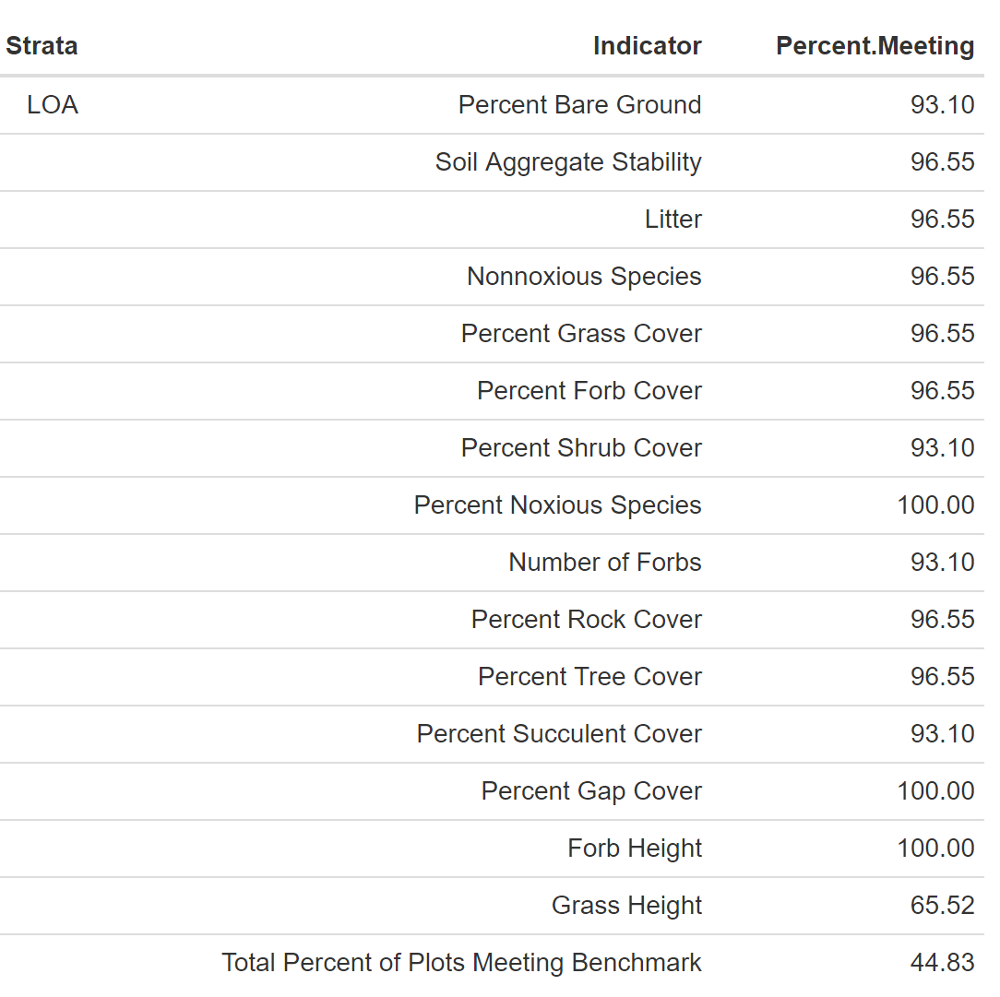 Strata Indicator Percent.Meeting
LOA Percent Bare Ground 93.10
Soil Aggregate Stability 96.55
Litter 96.55
Nonnoxious Species 96.55
Percent Grass Cover 96.55
Percent Forb Cover 96.55
Percent Shrub Cover 93.10
Percent Noxious Species 100.00
Number of Forbs 93.10
Percent Rock Cover 96.55
Percent Tree Cover 96.55
Percent Succulent Cover 93.10
Percent Gap Cover 100.00
Forb Height 100.00
Grass Height 65.52
Total Percent of Plots Meeting Benchmark 44.83